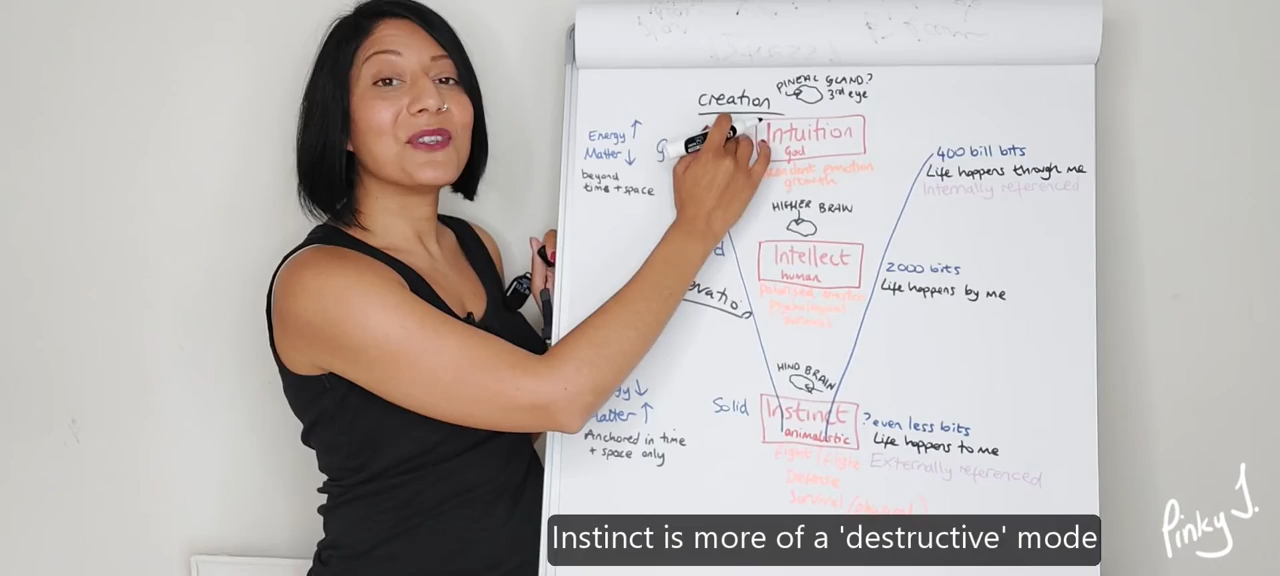 creation
PINEAL GLAND?
3rd eye
Energy ↑
Matter ↓
beyond
time + space
Intuition
God
emotion
growth
400 bill bits
Life happens through me
Internally referenced
HIGHER BRAIN
Intellect
human
2000 bits
Life happens by me
HIND BRAIN
Solid
Instinct
animalistic
? even less bits
Life happens to me
Externally referenced
Matter ↑
Anchored in time
+ space only
Defense
Survival (physical)
Instinct is more of a 'destructive' mode
Pinky J.